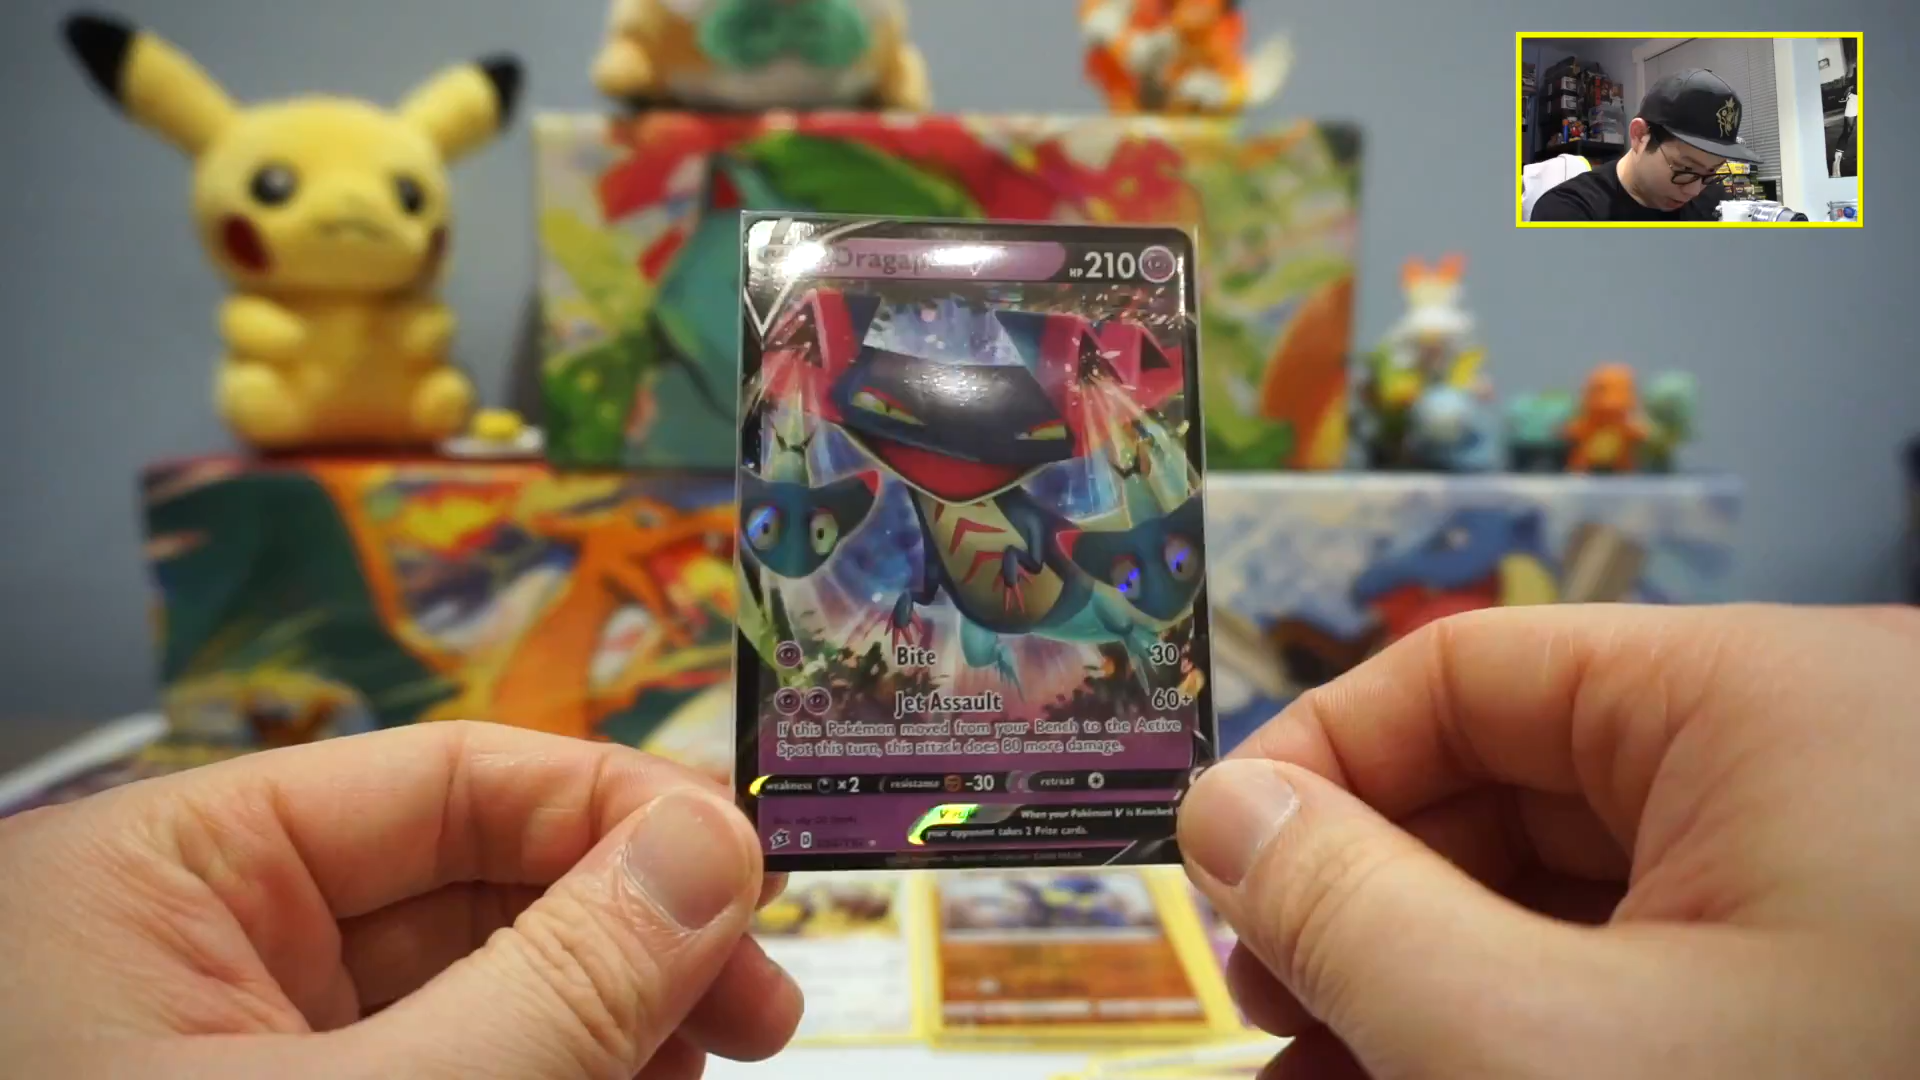 HP 210
Bite 30
Jet Assault 60+
If this Pokémon moved from your Bench to the Active
Spot this turn, this attack does 80 more damage.
weakness x2 resistance -30 retreat
When your Pokémon V is Knocked
your opponent takes 2 Prize cards.
D